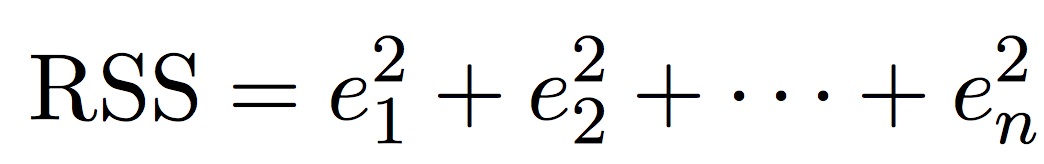 RSS = e₁² + e₂² + ⋯ + eₙ²